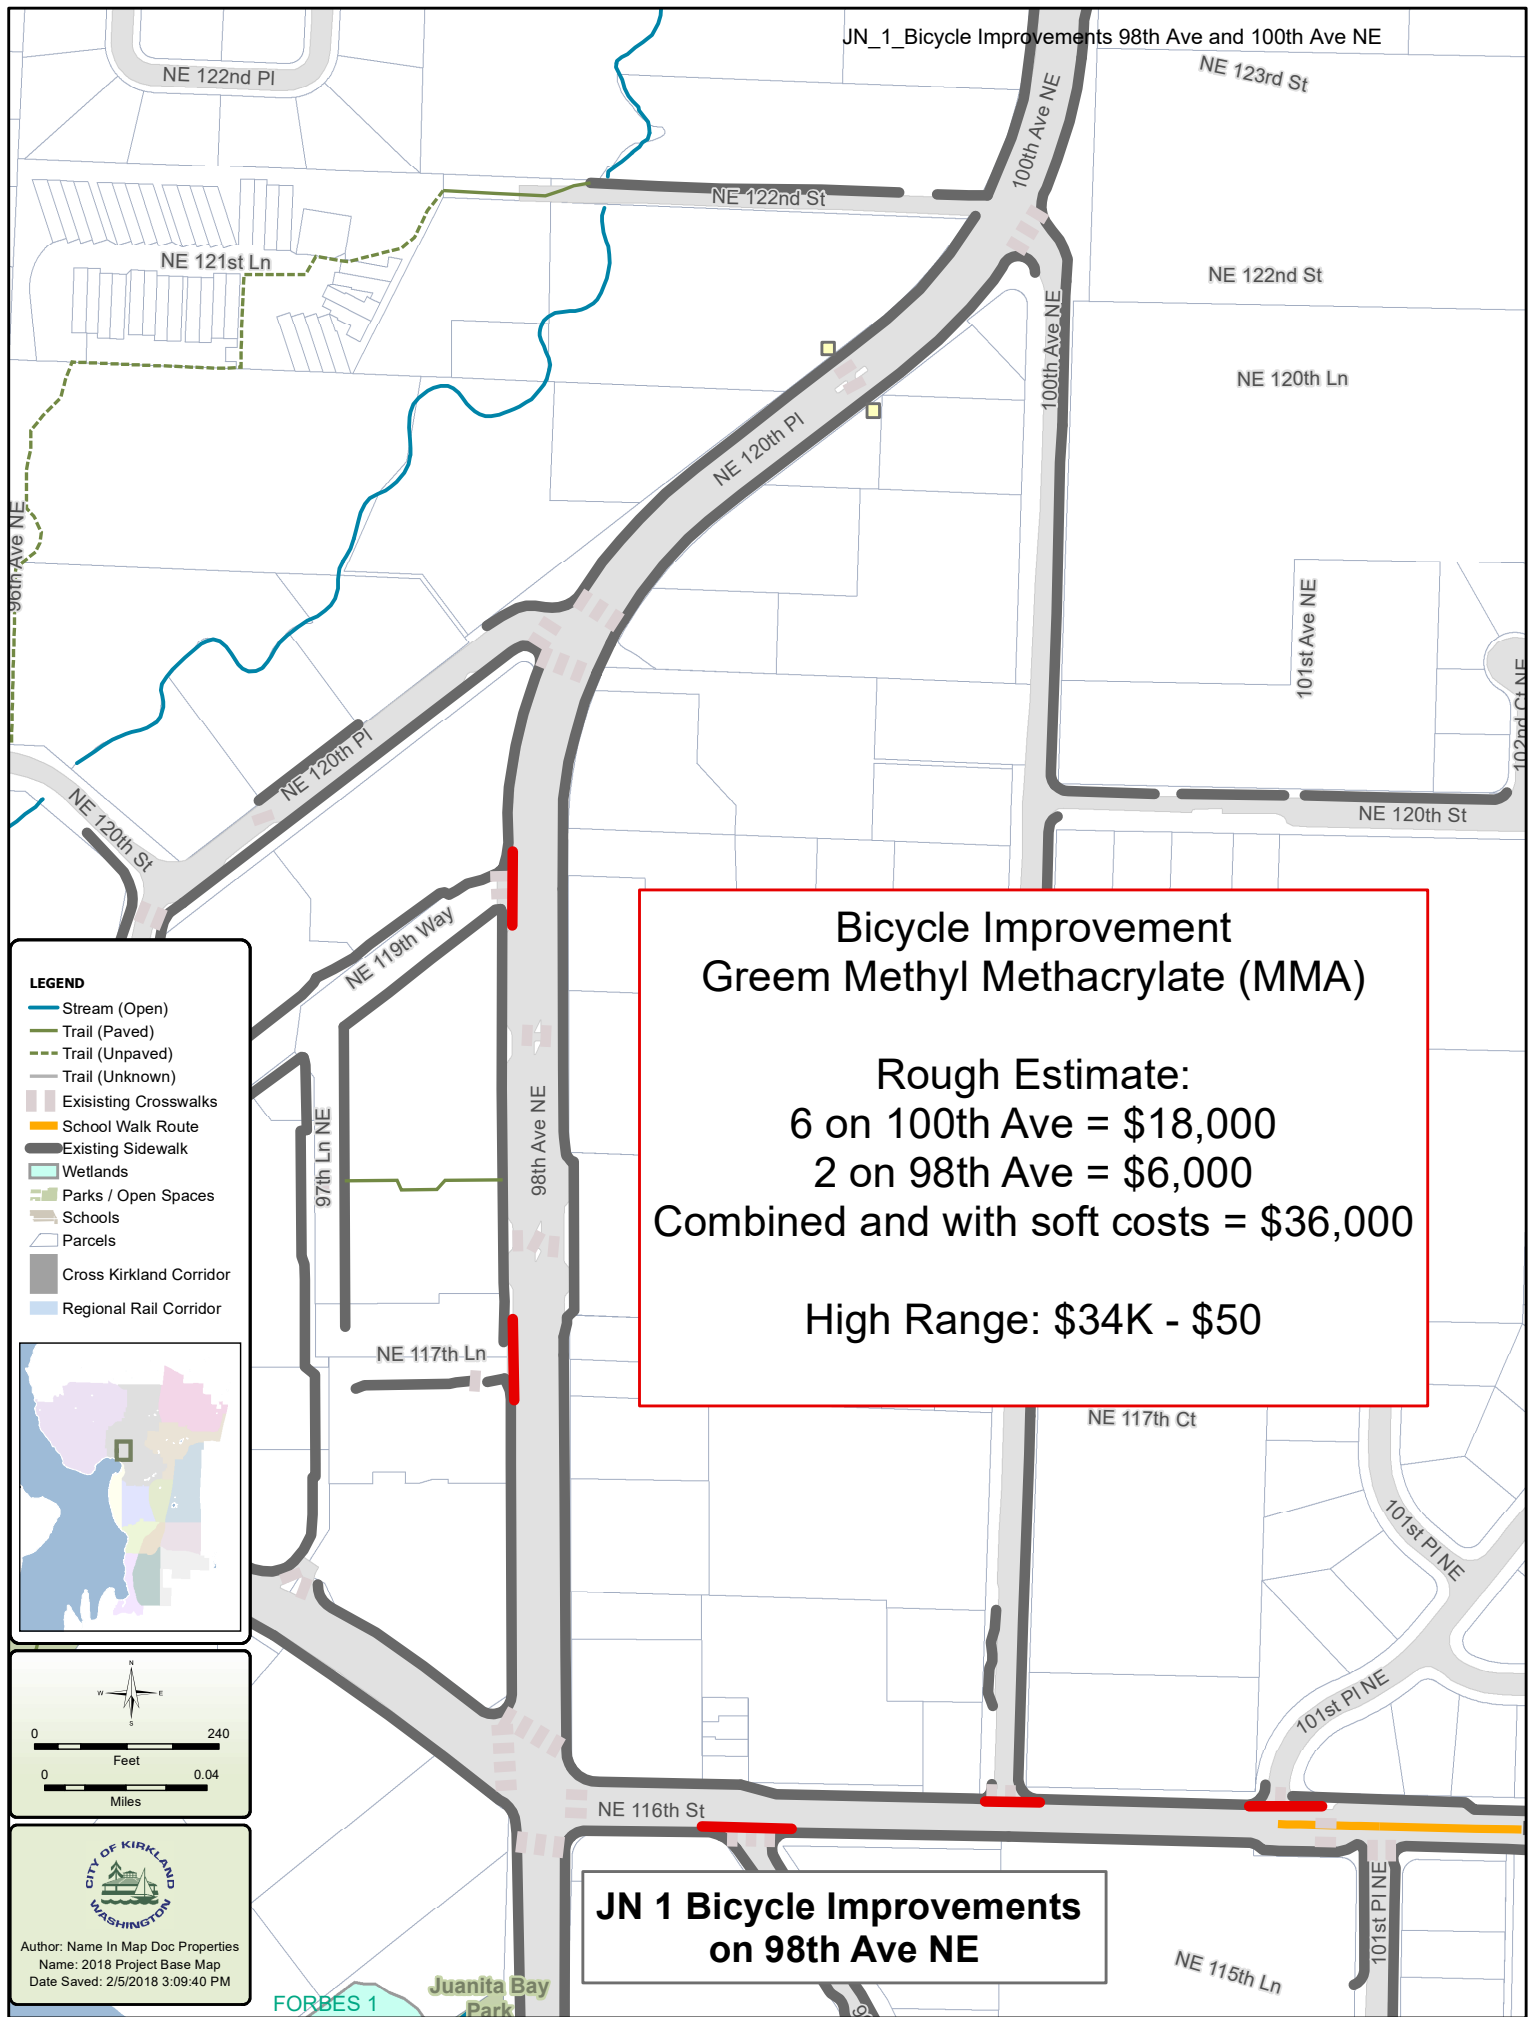 JN_1_Bicycle Improvements 98th Ave and 100th Ave NE
NE 122nd Pl
NE 123rd St
100th Ave NE
NE 122nd St
NE 121st Ln
NE 122nd St
100th Ave NE
NE 120th Ln
NE 120th Pl
96th Ave NE
101st Ave NE
102nd Ct NE
NE 120th Pl
NE 120th St
NE 120th St
NE 119th Way
97th Ln NE
98th Ave NE
Bicycle Improvement
Greem Methyl Methacrylate (MMA)
Rough Estimate:
6 on 100th Ave = $18,000
2 on 98th Ave = $6,000
Combined and with soft costs = $36,000
High Range: $34K - $50
NE 117th Ln
NE 117th Ct
101st Pl NE
101st Pl NE
NE 116th St
101st Pl NE
NE 115th Ln
JN 1 Bicycle Improvements
on 98th Ave NE
Juanita Bay
Park
FORBES 1
LEGEND
Stream (Open)
Trail (Paved)
Trail (Unpaved)
Trail (Unknown)
Exisisting Crosswalks
School Walk Route
Existing Sidewalk
Wetlands
Parks / Open Spaces
Schools
Parcels
Cross Kirkland Corridor
Regional Rail Corridor
N
W E
S
0 240
Feet
0 0.04
Miles
CITY OF KIRKLAND
WASHINGTON
Author: Name In Map Doc Properties
Name: 2018 Project Base Map
Date Saved: 2/5/2018 3:09:40 PM